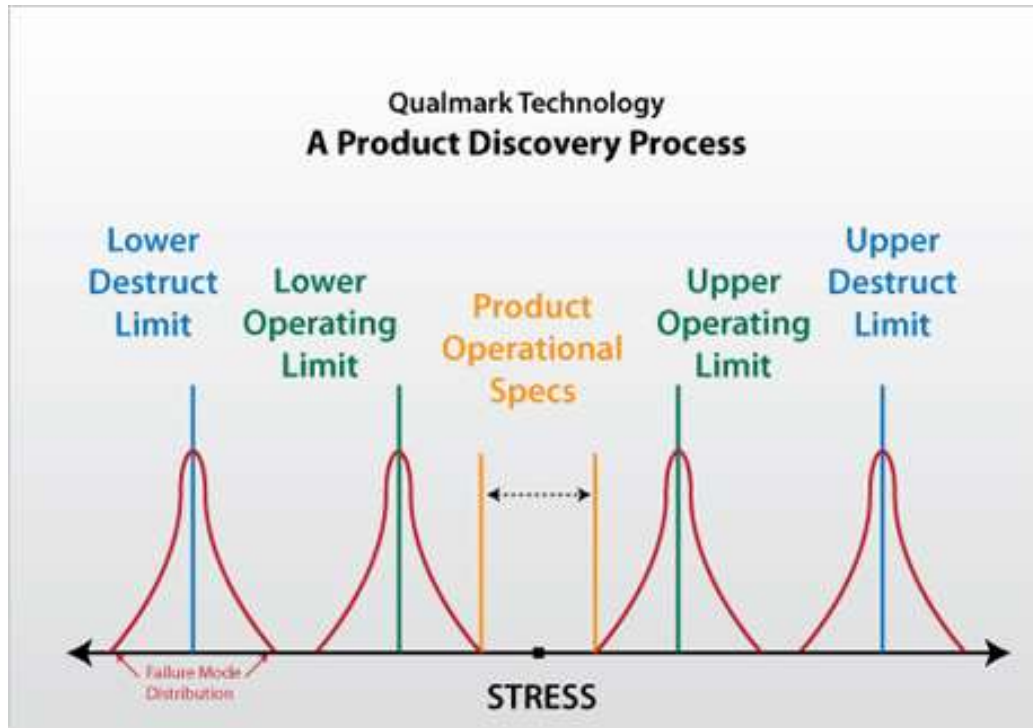 Qualmark Technology
A Product Discovery Process
Lower
Destruct
Limit
Lower
Operating
Limit
Product
Operational
Specs
Upper
Operating
Limit
Upper
Destruct
Limit
Failure Mode
Distribution
STRESS